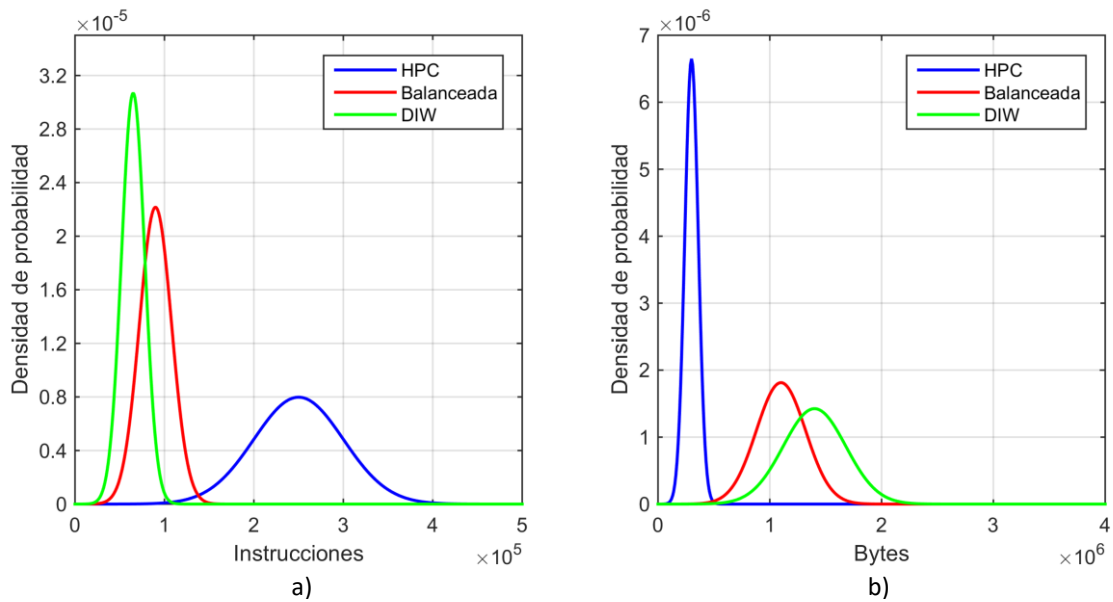 ×10⁻⁵
3.2
2.8
2.4
2
1.6
1.2
0.8
0.4
0
Densidad de probabilidad
HPC
Balanceada
DIW
0 1 2 3 4 5
Instrucciones
×10⁵
a)
×10⁻⁶
7
6
5
4
3
2
1
0
Densidad de probabilidad
HPC
Balanceada
DIW
0 1 2 3 4
Bytes
×10⁶
b)